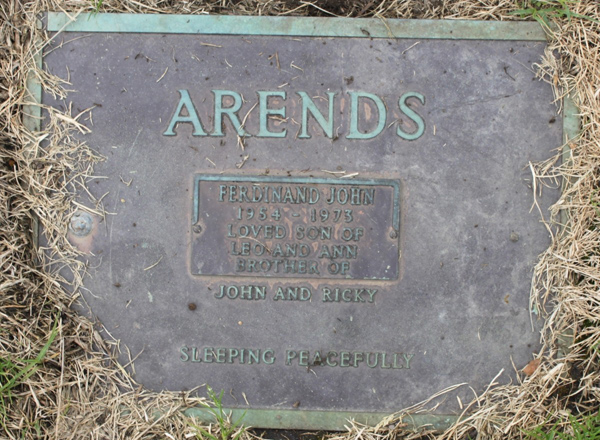 ARENDS
FERDINAND JOHN
1954 - 1973
LOVED SON OF
LEO AND ANN
BROTHER OF
JOHN AND RICKY
SLEEPING PEACEFULLY